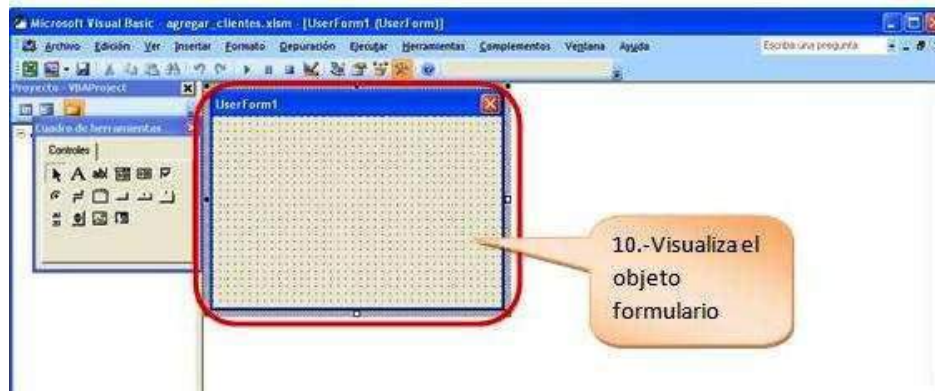 Microsoft Visual Basic - agregar_clientes.xlsm - [UserForm1 (UserForm)]
Archivo Edición Ver Insertar Formato Depuración Ejecutar Herramientas Complementos Ventana Ayuda Escriba una pregunta
Proyecto - VBAProject
Cuadro de herramientas
Controles
UserForm1
10.-Visualiza el
objeto
formulario